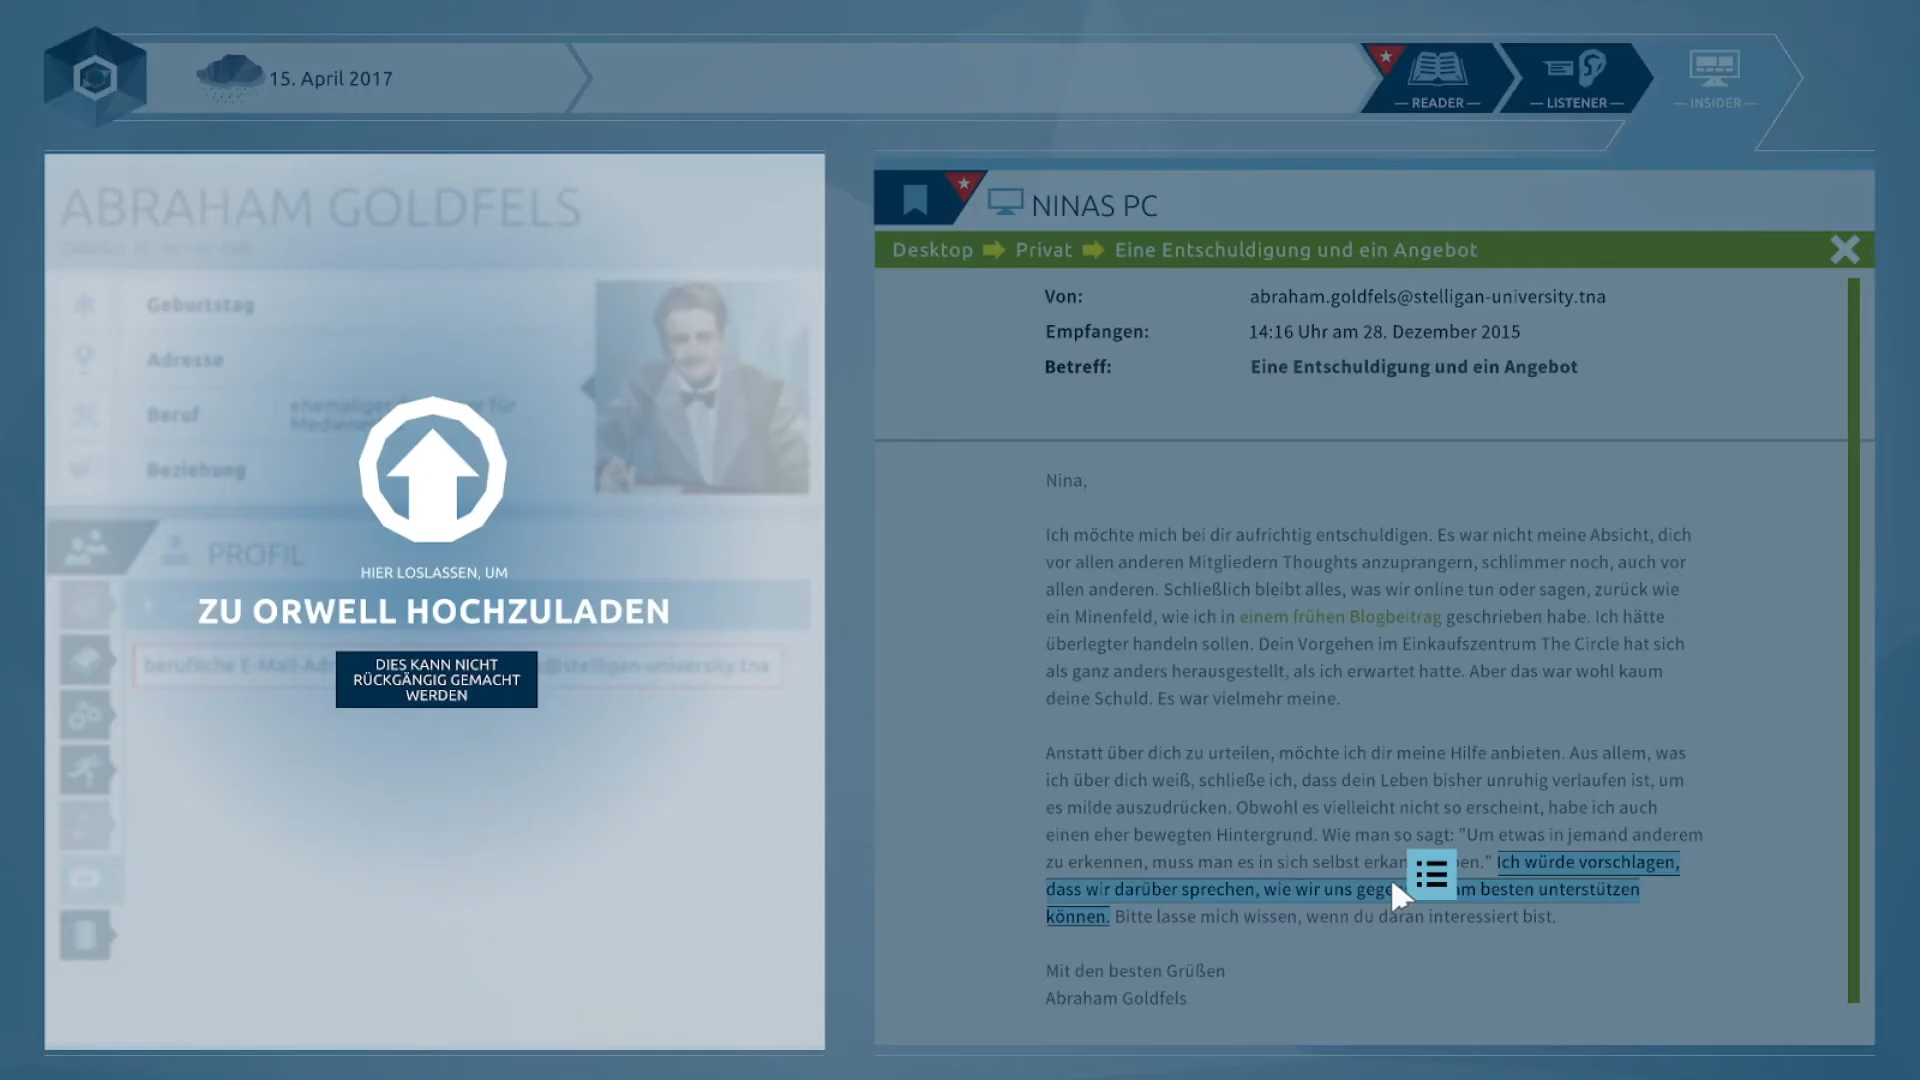 15. April 2017
READER
LISTENER
INSIDER
ABRAHAM GOLDFELS
Geburtstag
Adresse
Beruf
ehemaliger für
Beziehung
PROFIL
HIER LOSLASSEN, UM
ZU ORWELL HOCHZULADEN
berufliche E-Mail-Adr @stelligan-university.tna
DIES KANN NICHT
RÜCKGÄNGIG GEMACHT
WERDEN
NINAS PC
Desktop Privat Eine Entschuldigung und ein Angebot
Von: abraham.goldfels@stelligan-university.tna
Empfangen: 14:16 Uhr am 28. Dezember 2015
Betreff: Eine Entschuldigung und ein Angebot
Nina,
Ich möchte mich bei dir aufrichtig entschuldigen. Es war nicht meine Absicht, dich
vor allen anderen Mitgliedern Thoughts anzuprangern, schlimmer noch, auch vor
allen anderen. Schließlich bleibt alles, was wir online tun oder sagen, zurück wie
ein Minenfeld, wie ich in einem frühen Blogbeitrag geschrieben habe. Ich hätte
überlegter handeln sollen. Dein Vorgehen im Einkaufszentrum The Circle hat sich
als ganz anders herausgestellt, als ich erwartet hatte. Aber das war wohl kaum
deine Schuld. Es war vielmehr meine.
Anstatt über dich zu urteilen, möchte ich dir meine Hilfe anbieten. Aus allem, was
ich über dich weiß, schließe ich, dass dein Leben bisher unruhig verlaufen ist, um
es milde auszudrücken. Obwohl es vielleicht nicht so erscheint, habe ich auch
einen eher bewegten Hintergrund. Wie man so sagt: "Um etwas in jemand anderem
zu erkennen, muss man es in sich selbst erkan ben." Ich würde vorschlagen,
dass wir darüber sprechen, wie wir uns gege am besten unterstützen
können. Bitte lasse mich wissen, wenn du daran interessiert bist.
Mit den besten Grüßen
Abraham Goldfels